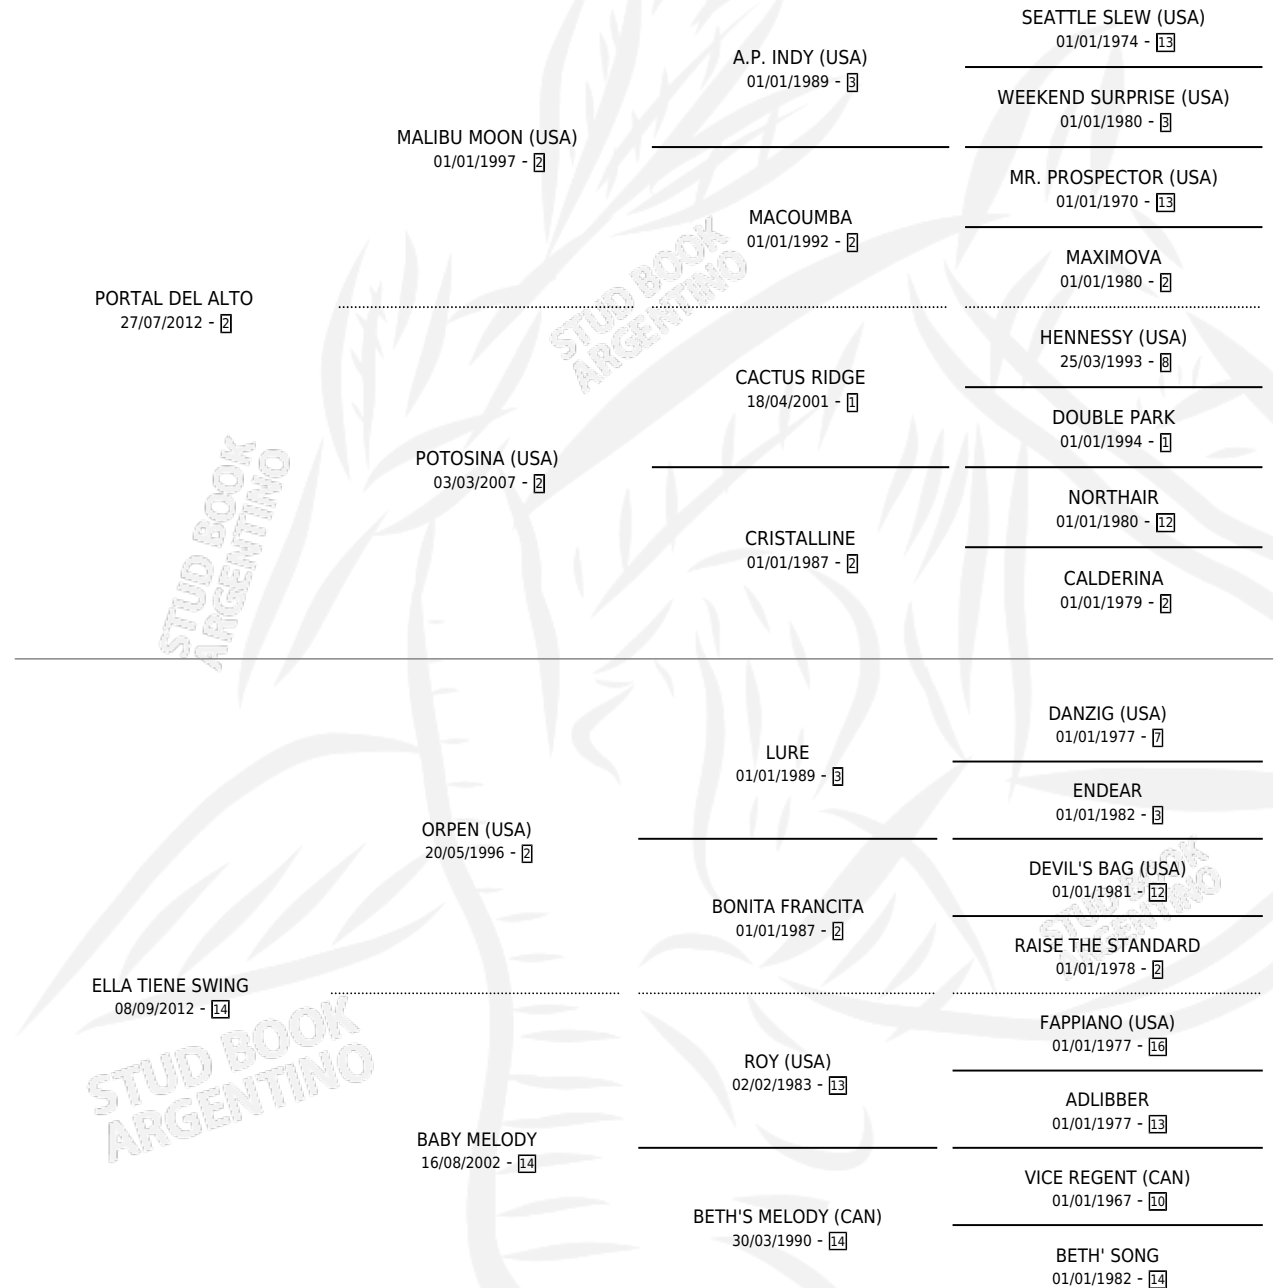 SEATTLE SLEW (USA)
01/01/1974 - 13
A.P. INDY (USA)
01/01/1989 - 3
WEEKEND SURPRISE (USA)
01/01/1980 - 3
MALIBU MOON (USA)
01/01/1997 - 2
MR. PROSPECTOR (USA)
01/01/1970 - 13
MACOUMBA
01/01/1992 - 2
MAXIMOVA
01/01/1980 - 2
PORTAL DEL ALTO
27/07/2012 - 2
HENNESSY (USA)
25/03/1993 - 8
CACTUS RIDGE
18/04/2001 - 1
DOUBLE PARK
01/01/1994 - 1
POTOSINA (USA)
03/03/2007 - 2
NORTHAIR
01/01/1980 - 12
CRISTALLINE
01/01/1987 - 2
CALDERINA
01/01/1979 - 2
STUD BOOK
ARGENTINO
STUD BOOK
ARGENTINO
DANZIG (USA)
01/01/1977 - 7
LURE
01/01/1989 - 3
ENDEAR
01/01/1982 - 3
ORPEN (USA)
20/05/1996 - 2
DEVIL'S BAG (USA)
01/01/1981 - 12
BONITA FRANCITA
01/01/1987 - 2
RAISE THE STANDARD
01/01/1978 - 2
STUD BOOK
ARGENTINO
ELLA TIENE SWING
08/09/2012 - 14
FAPPIANO (USA)
01/01/1977 - 16
ROY (USA)
02/02/1983 - 13
ADLIBBER
01/01/1977 - 13
BABY MELODY
16/08/2002 - 14
VICE REGENT (CAN)
01/01/1967 - 10
BETH'S MELODY (CAN)
30/03/1990 - 14
BETH' SONG
01/01/1982 - 14
STUD BOOK
ARGENTINO